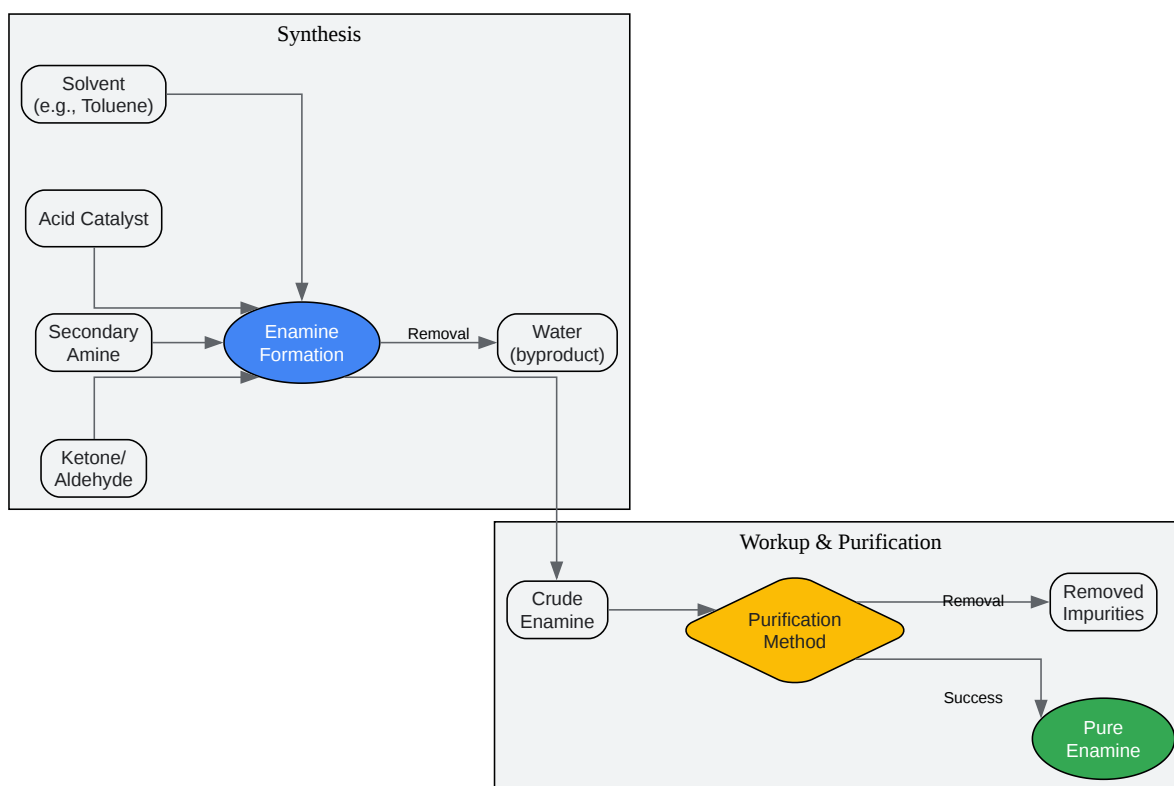 Synthesis
Solvent
(e.g., Toluene)
Acid Catalyst
Secondary
Amine
Enamine
Formation
Removal
Water
(byproduct)
Ketone/
Aldehyde
Workup & Purification
Crude
Enamine
Purification
Method
Removal
Removed
Impurities
Success
Pure
Enamine